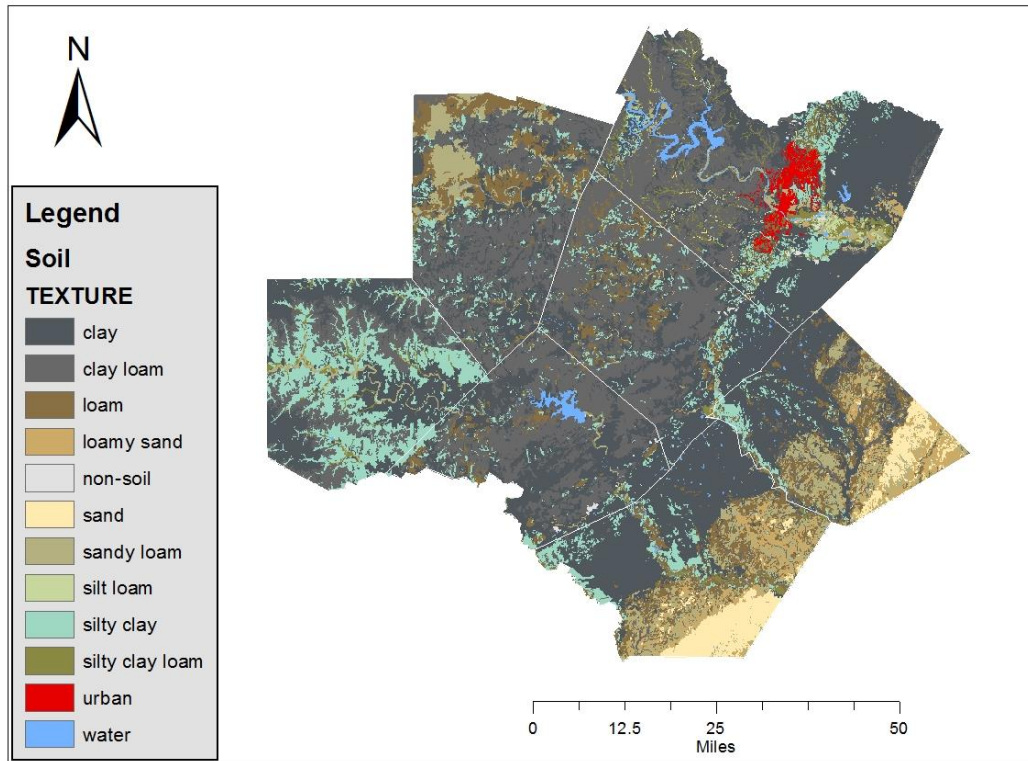 N
Legend
Soil
TEXTURE
clay
clay loam
loam
loamy sand
non-soil
sand
sandy loam
silt loam
silty clay
silty clay loam
urban
water
0 12.5 25 50
Miles